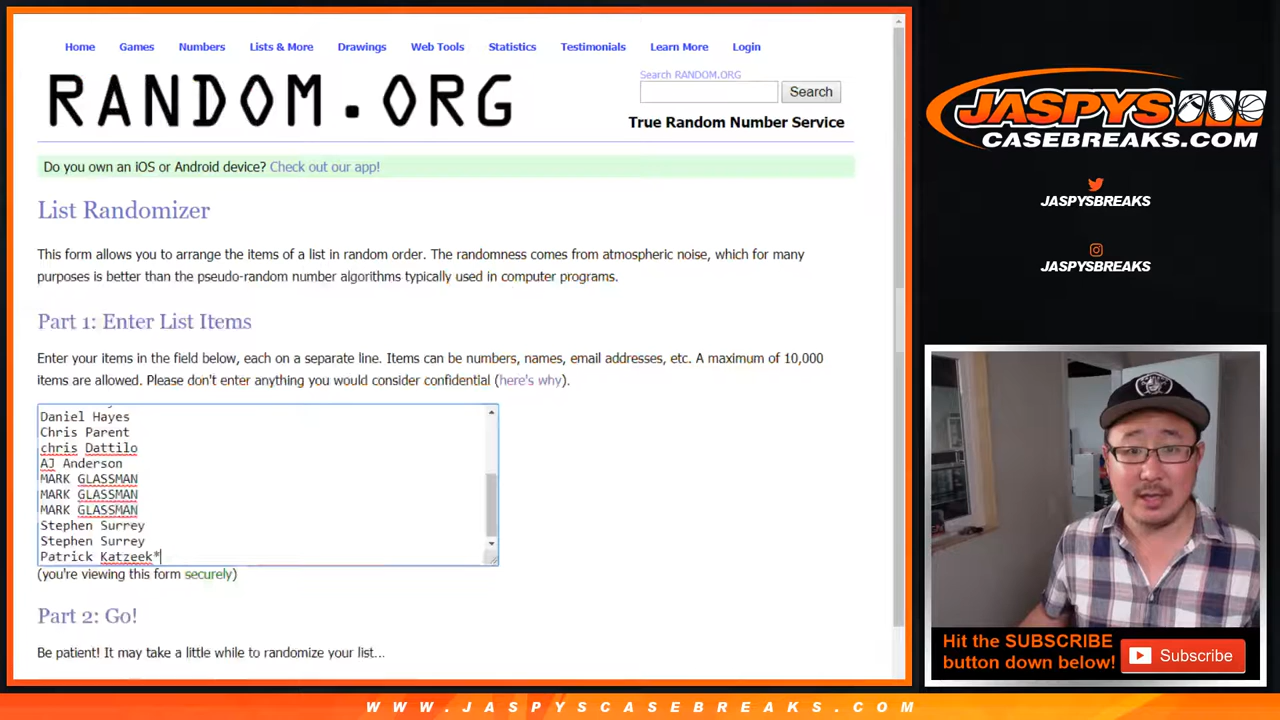 Home Games Numbers Lists & More Drawings Web Tools Statistics Testimonials Learn More Login
RANDOM.ORG
Search RANDOM.ORG
Search
True Random Number Service
Do you own an iOS or Android device? Check out our app!
List Randomizer
This form allows you to arrange the items of a list in random order. The randomness comes from atmospheric noise, which for many
purposes is better than the pseudo-random number algorithms typically used in computer programs.
Part 1: Enter List Items
Enter your items in the field below, each on a separate line. Items can be numbers, names, email addresses, etc. A maximum of 10,000
items are allowed. Please don't enter anything you would consider confidential (here's why).
Daniel Hayes
Chris Parent
chris Dattilo
AJ Anderson
MARK GLASSMAN
MARK GLASSMAN
MARK GLASSMAN
Stephen Surrey
Stephen Surrey
Patrick Katzeek*
(you're viewing this form securely)
Part 2: Go!
Be patient! It may take a little while to randomize your list...
JASPYS
CASEBREAKS.COM
JASPYSBREAKS
JASPYSBREAKS
Hit the SUBSCRIBE
button down below!
Subscribe
WWW.JASPYSCASEBREAKS.COM